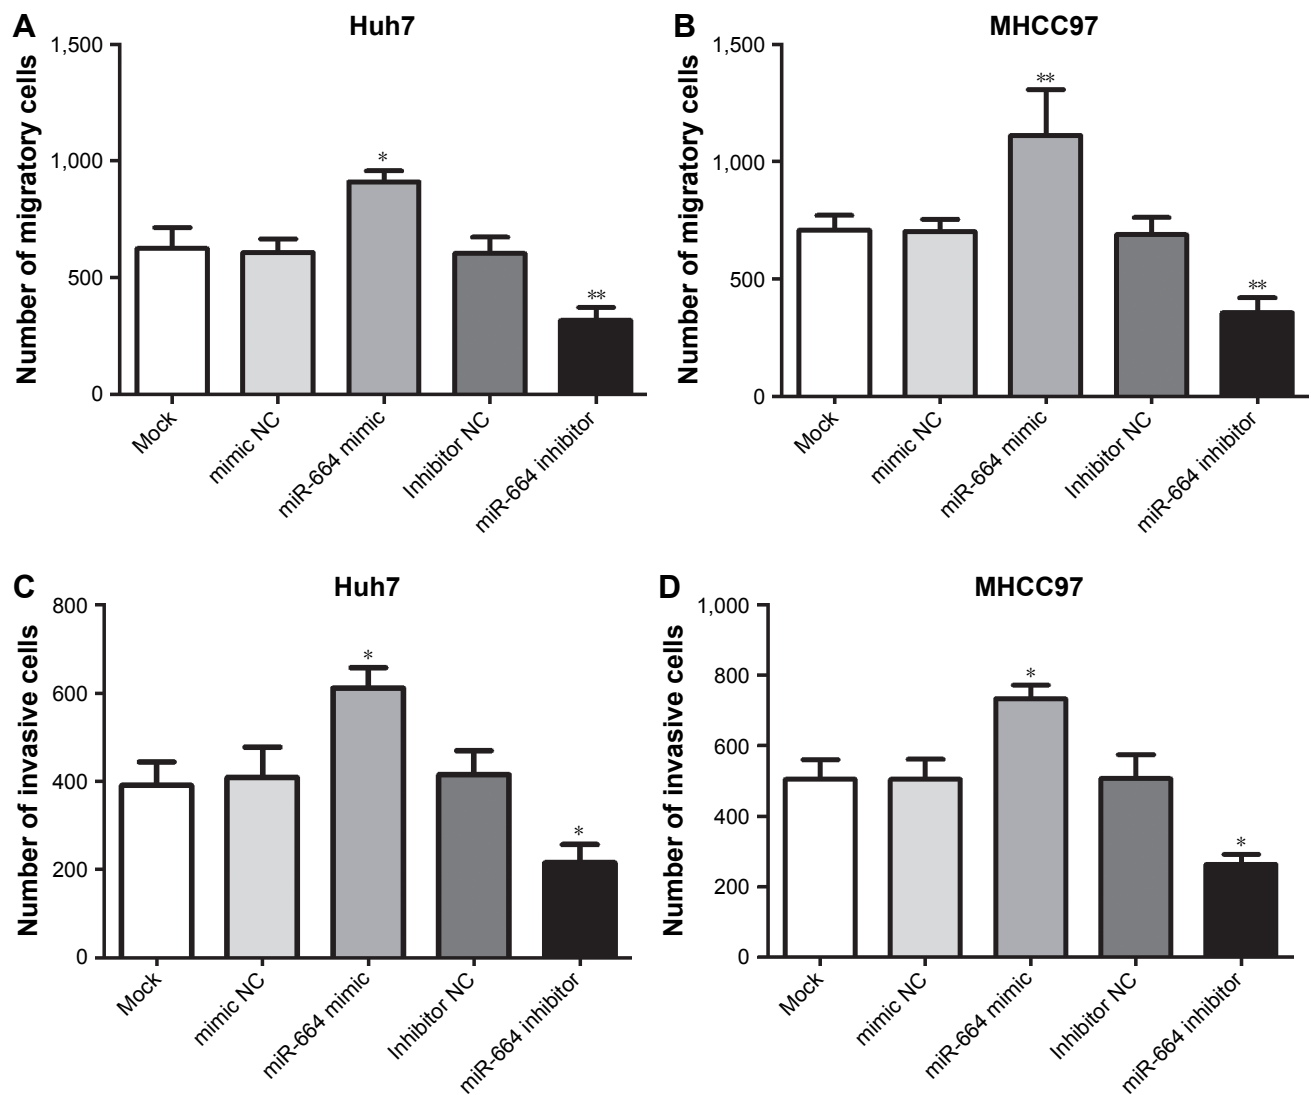 A
Huh7
Number of migratory cells
1,500
1,000
500
0
*
**
Mock
mimic NC
miR-664 mimic
Inhibitor NC
miR-664 inhibitor
B
MHCC97
Number of migratory cells
1,500
1,000
500
0
**
**
Mock
mimic NC
miR-664 mimic
Inhibitor NC
miR-664 inhibitor
C
Huh7
Number of invasive cells
800
600
400
200
0
*
*
Mock
mimic NC
miR-664 mimic
Inhibitor NC
miR-664 inhibitor
D
MHCC97
Number of invasive cells
1,000
800
600
400
200
0
*
*
Mock
mimic NC
miR-664 mimic
Inhibitor NC
miR-664 inhibitor